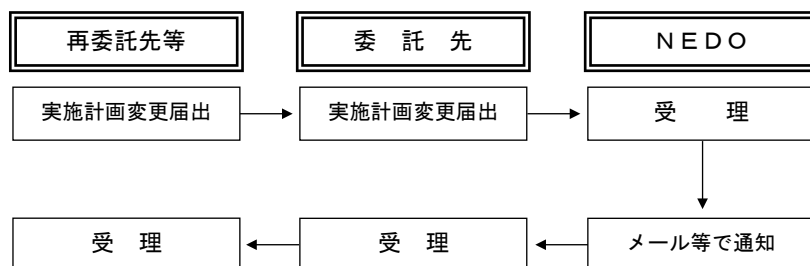 再委託先等
委　託　先
ＮＥＤＯ
実施計画変更届出
実施計画変更届出
受　　理
受　理
受　理
メール等で通知